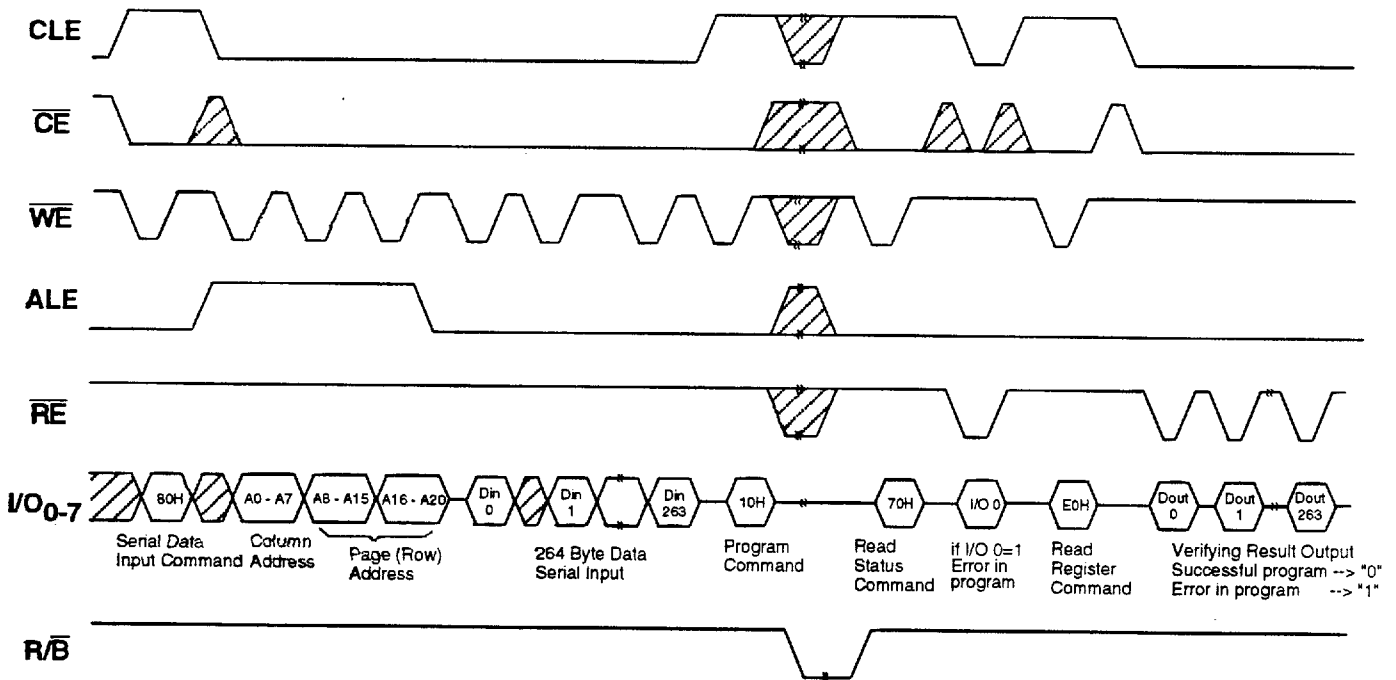 CLE
CE
WE
ALE
RE
I/O0-7
80H
A0 - A7
A8 - A15
A16 - A20
Din 0
Din 1
Din 263
10H
70H
I/O 0
E0H
Dout 0
Dout 1
Dout 263
Serial Data
Input Command
Column
Address
Page (Row)
Address
264 Byte Data
Serial Input
Program
Command
Read
Status
Command
if I/O 0=1
Error in
program
Read
Register
Command
Verifying Result Output
Successful program --> "0"
Error in program --> "1"
R/B